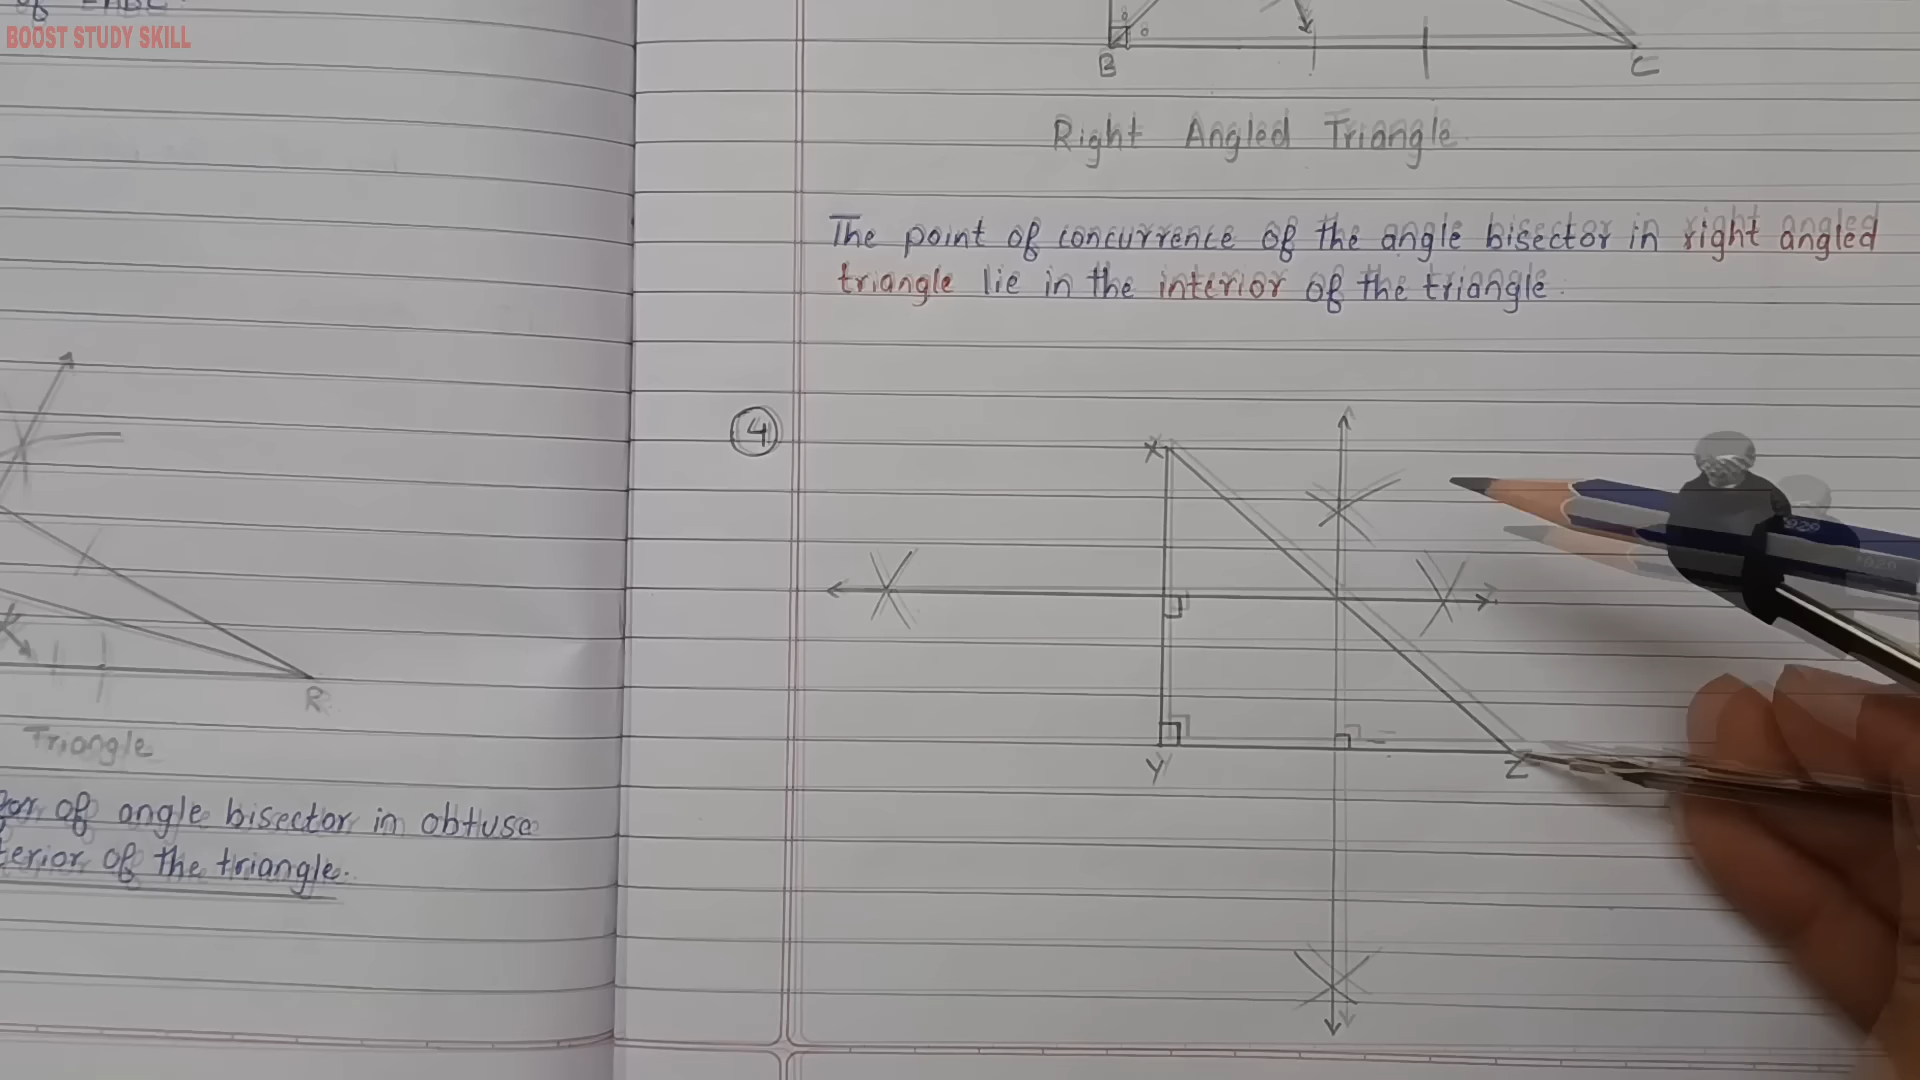 BOOST STUDY SKILL
R
Triangle
of angle bisector in obtuse
of the triangle.
B C
Right Angled Triangle
The point of concurrence of the angle bisector in right angled
triangle lie in the interior of the triangle.
4
X
Y Z